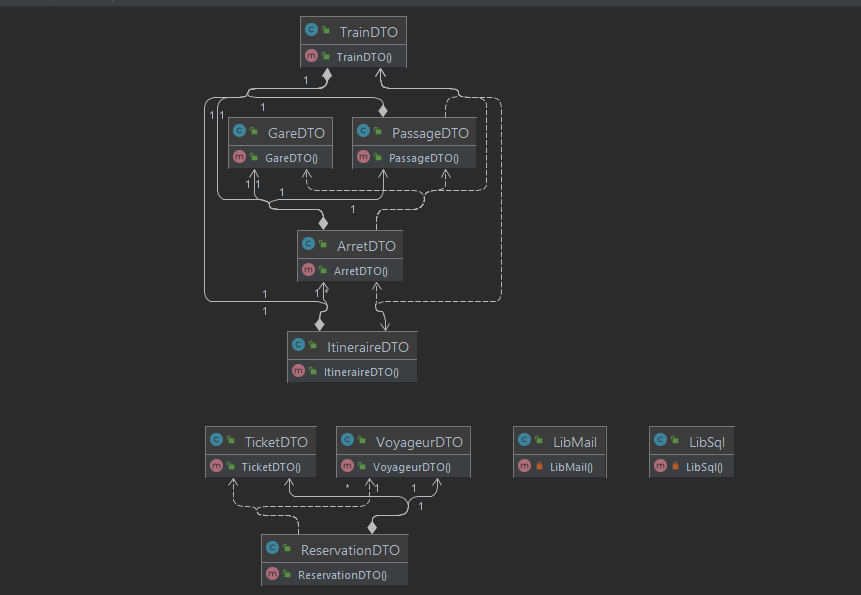 TrainDTO
TrainDTO()
1
1
1 1
GareDTO
PassageDTO
GareDTO()
PassageDTO()
1 1
1
1
ArretDTO
ArretDTO()
1
1 *
1
ItineraireDTO
ItineraireDTO()
TicketDTO
VoyageurDTO
LibMail
LibSql
TicketDTO()
VoyageurDTO()
LibMail()
LibSql()
* 1 1
1
ReservationDTO
ReservationDTO()